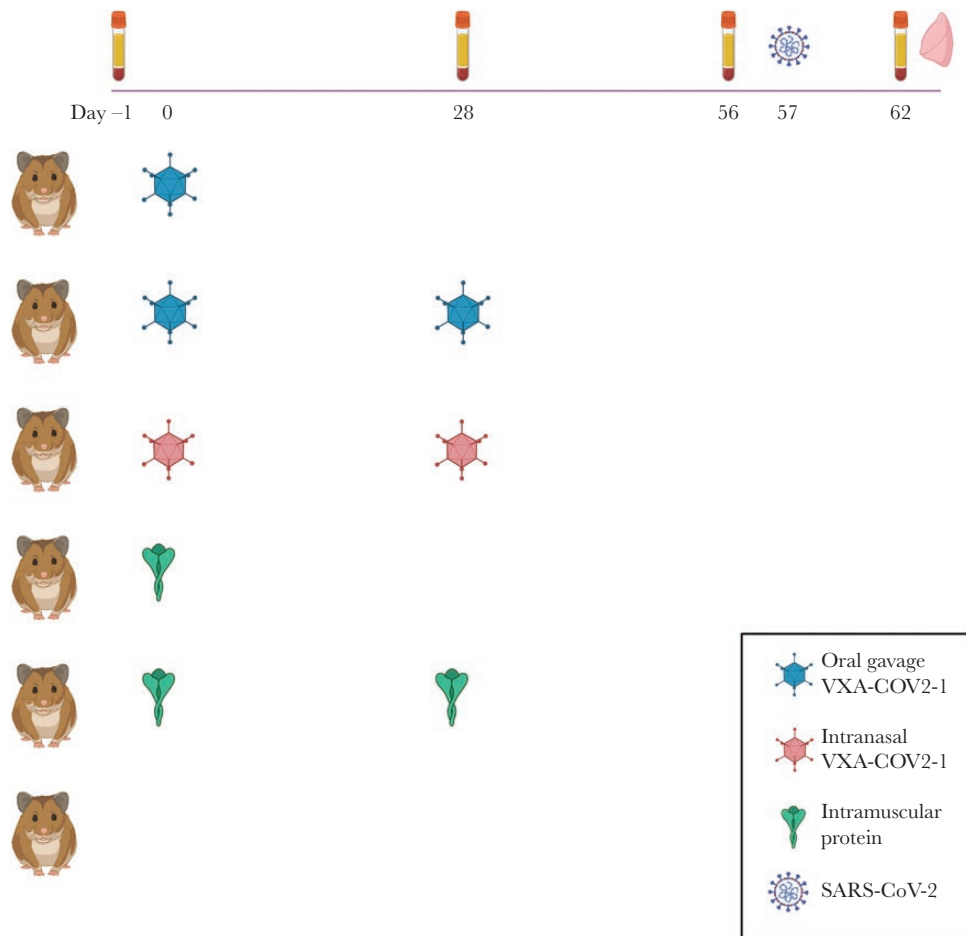 Day –1 0 28 56 57 62
Oral gavage
VXA-COV2-1
Intranasal
VXA-COV2-1
Intramuscular
protein
SARS-CoV-2